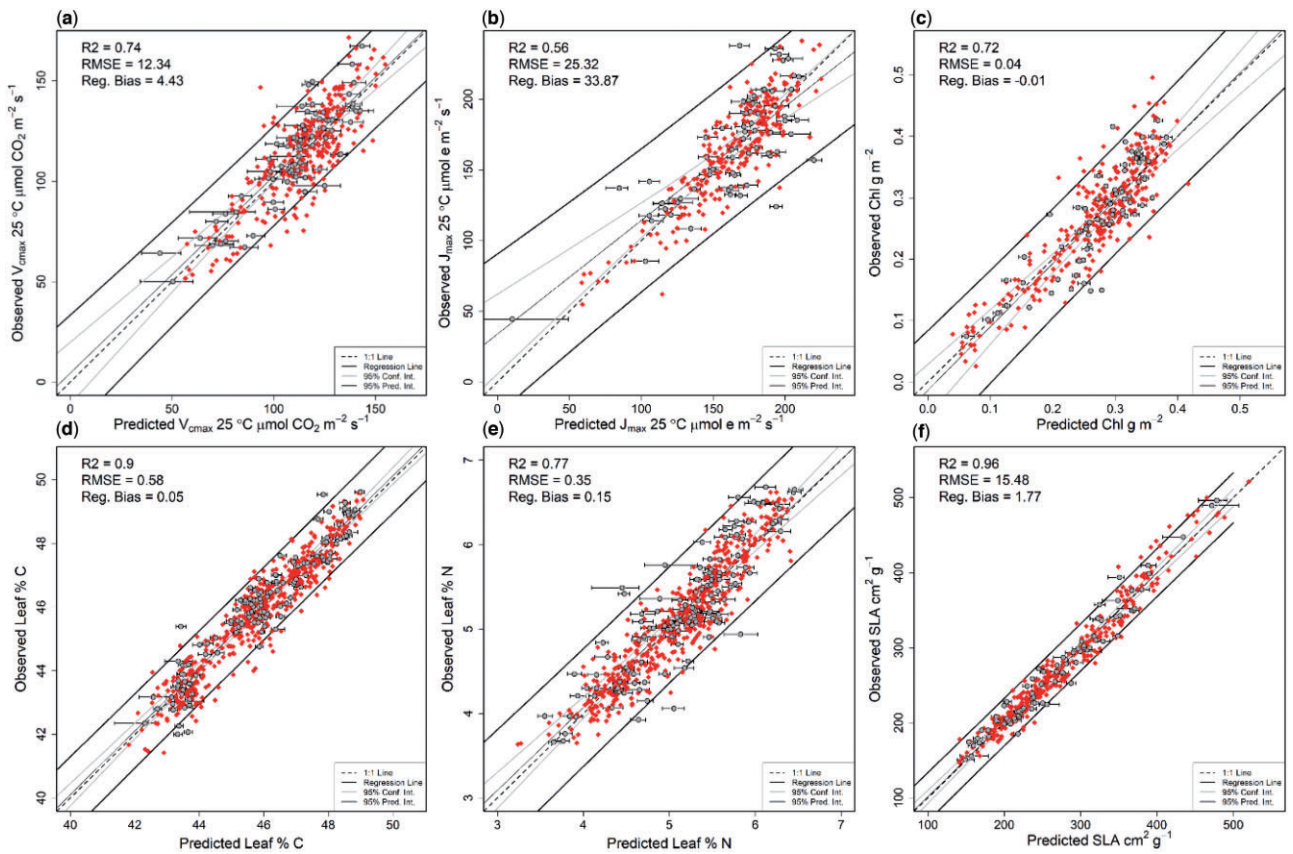 (a)
R2 = 0.74
RMSE = 12.34
Reg. Bias = 4.43
Observed Vcmax 25 °C μmol CO2 m−2 s−1
150
100
50
0
1:1 Line
Regression Line
95% Conf. Int.
95% Pred. Int.
0 50 100 150
Predicted Vcmax 25 °C μmol CO2 m−2 s−1
(b)
R2 = 0.56
RMSE = 25.32
Reg. Bias = 33.87
Observed Jmax 25 °C μmol e m−2 s−1
200
150
100
50
0
1:1 Line
Regression Line
95% Conf. Int.
95% Pred. Int.
0 50 100 150 200
Predicted Jmax 25 °C μmol e m−2 s−1
(c)
R2 = 0.72
RMSE = 0.04
Reg. Bias = -0.01
Observed Chl g m−2
0.5
0.4
0.3
0.2
0.1
0.0
1:1 Line
Regression Line
95% Conf. Int.
95% Pred. Int.
0.0 0.1 0.2 0.3 0.4 0.5
Predicted Chl g m−2
(d)
R2 = 0.9
RMSE = 0.58
Reg. Bias = 0.05
Observed Leaf % C
50
48
46
44
42
40
1:1 Line
Regression Line
95% Conf. Int.
95% Pred. Int.
40 42 44 46 48 50
Predicted Leaf % C
(e)
R2 = 0.77
RMSE = 0.35
Reg. Bias = 0.15
Observed Leaf % N
7
6
5
4
3
1:1 Line
Regression Line
95% Conf. Int.
95% Pred. Int.
3 4 5 6 7
Predicted Leaf % N
(f)
R2 = 0.96
RMSE = 15.48
Reg. Bias = 1.77
Observed SLA cm2 g−1
500
400
300
200
100
1:1 Line
Regression Line
95% Conf. Int.
95% Pred. Int.
100 200 300 400 500
Predicted SLA cm2 g−1